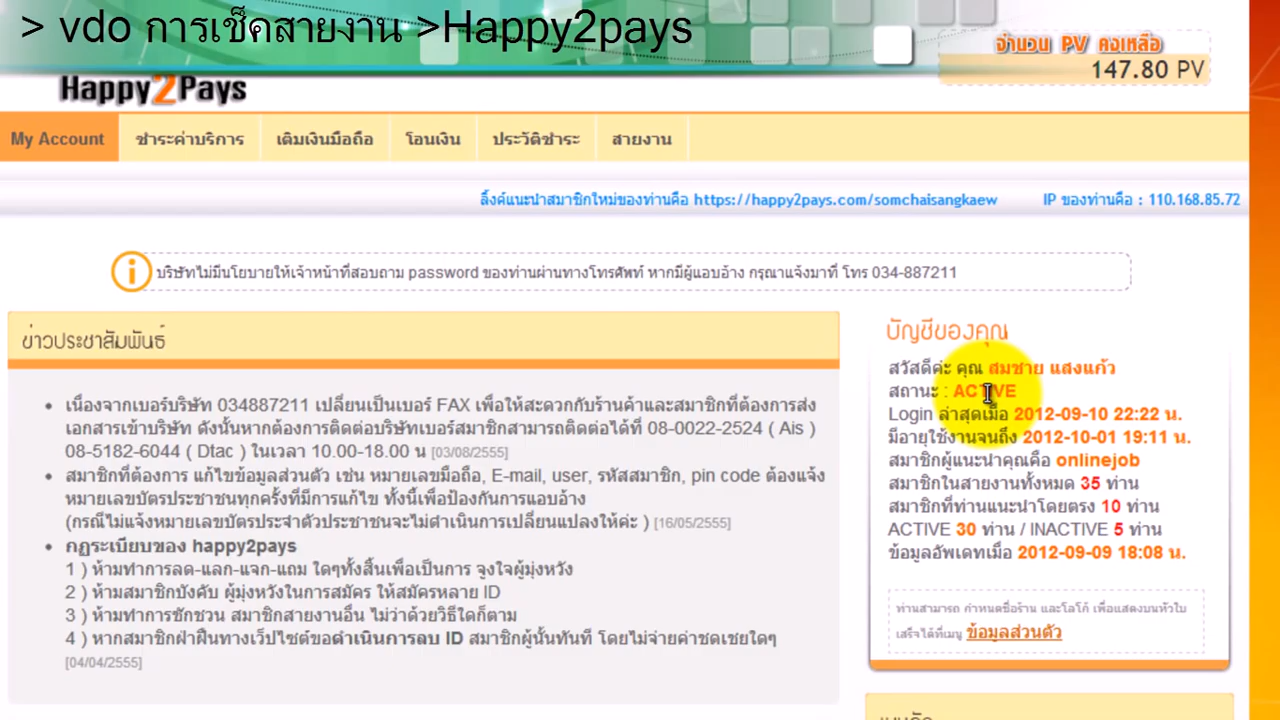 > vdo การเช็คสายงาน >Happy2pays
จำนวน PV คงเหลือ
147.80 PV
Happy2Pays
My Account ชำระค่าบริการ เติมเงินมือถือ โอนเงิน ประวัติชำระ สายงาน
ลิ้งค์แนะนำสมาชิกใหม่ของท่านคือ https://happy2pays.com/somchaisangkaew IP ของท่านคือ : 110.168.85.72
บริษัทไม่มีนโยบายให้เจ้าหน้าที่สอบถาม password ของท่านผ่านทางโทรศัพท์ หากมีผู้แอบอ้าง กรุณาแจ้งมาที่ โทร 034-887211
ข่าวประชาสัมพันธ์
• เนื่องจากเบอร์บริษัท 034887211 เปลี่ยนเป็นเบอร์ FAX เพื่อให้สะดวกกับร้านค้าและสมาชิกที่ต้องการส่ง
เอกสารเข้าบริษัท ดังนั้นหากต้องการติดต่อบริษัทเบอร์สมาชิกสามารถติดต่อได้ที่ 08-0022-2524 ( Ais )
08-5182-6044 ( Dtac ) ในเวลา 10.00-18.00 น [03/08/2555]
• สมาชิกที่ต้องการ แก้ไขข้อมูลส่วนตัว เช่น หมายเลขมือถือ, E-mail, user, รหัสสมาชิก, pin code ต้องแจ้ง
หมายเลขบัตรประชาชนทุกครั้งที่มีการแก้ไข ทั้งนี้เพื่อป้องกันการแอบอ้าง
(กรณีไม่แจ้งหมายเลขบัตรประจำตัวประชาชนจะไม่ดำเนินการเปลี่ยนแปลงให้ค่ะ ) [16/05/2555]
• กฏระเบียบของ happy2pays
1 ) ห้ามทำการลด-แลก-แจก-แถม ใดๆทั้งสิ้นเพื่อเป็นการ จูงใจผู้มุ่งหวัง
2 ) ห้ามสมาชิกบังคับ ผู้มุ่งหวังในการสมัคร ให้สมัครหลาย ID
3 ) ห้ามทำการชักชวน สมาชิกสายงานอื่น ไม่ว่าด้วยวิธีใดก็ตาม
4 ) หากสมาชิกฝ่าฝืนทางเว็ปไซต์ขอดำเนินการลบ ID สมาชิกผู้นั้นทันที โดยไม่จ่ายค่าชดเชยใดๆ
[04/04/2555]
บัญชีของคุณ
สวัสดีค่ะ คุณ สมชาย แสงแก้ว
สถานะ : ACTIVE
Login ล่าสุดเมื่อ 2012-09-10 22:22 น.
มีอายุใช้งานจนถึง 2012-10-01 19:11 น.
สมาชิกผู้แนะนำคุณคือ onlinejob
สมาชิกในสายงานทั้งหมด 35 ท่าน
สมาชิกที่ท่านแนะนำโดยตรง 10 ท่าน
ACTIVE 30 ท่าน / INACTIVE 5 ท่าน
ข้อมูลอัพเดทเมื่อ 2012-09-09 18:08 น.
ท่านสามารถ กำหนดชื่อร้าน และโลโก้ เพื่อแสดงบนหัวใบ
เสร็จได้ที่เมนู ข้อมูลส่วนตัว